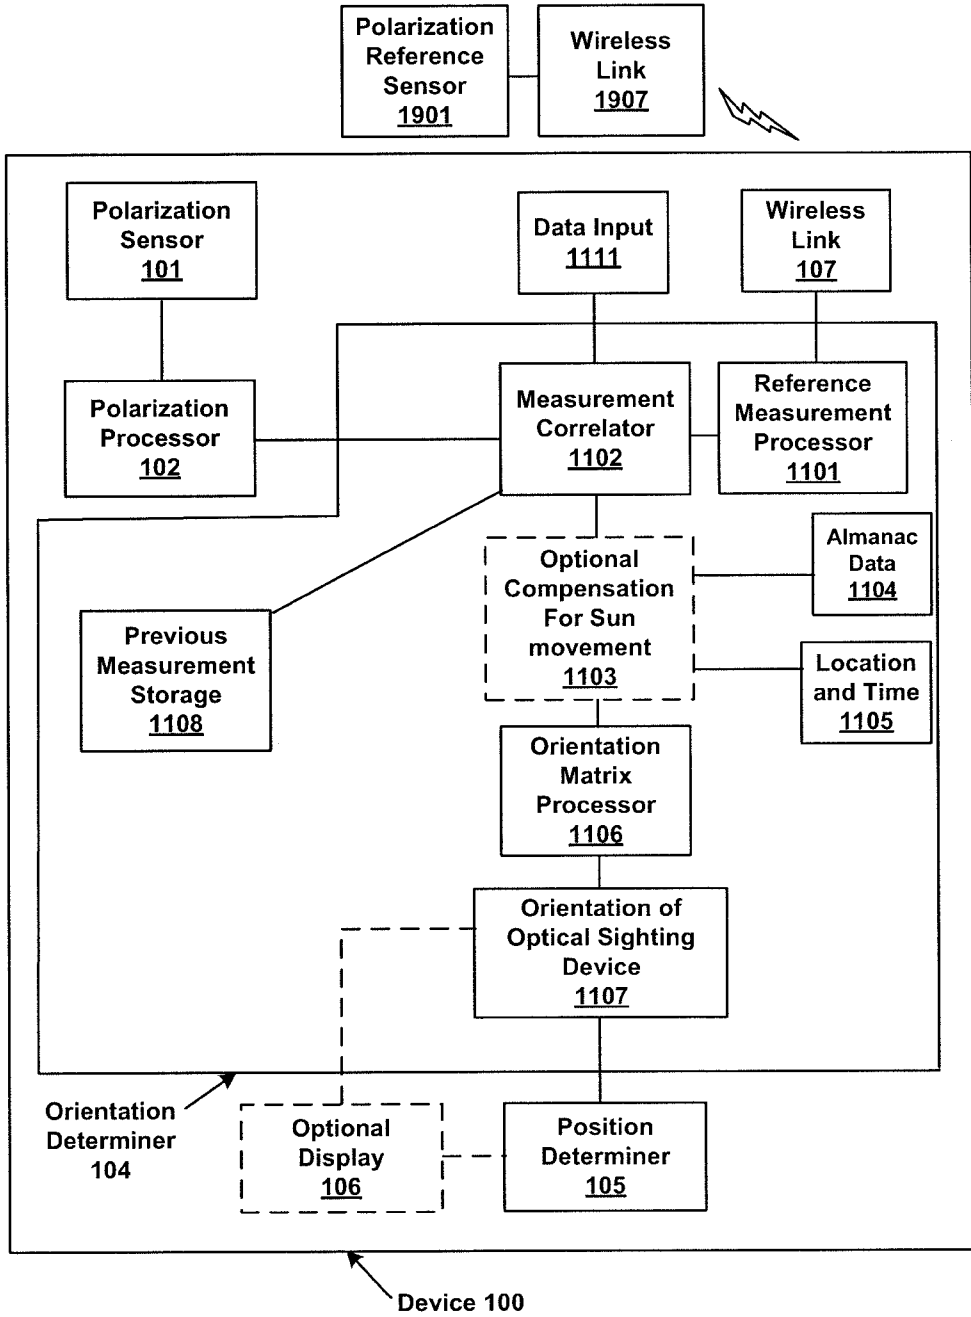 Polarization
Reference
Sensor
1901
Wireless
Link
1907
Polarization
Sensor
101
Data Input
1111
Wireless
Link
107
Polarization
Processor
102
Measurement
Correlator
1102
Reference
Measurement
Processor
1101
Optional
Compensation
For Sun
movement
1103
Almanac
Data
1104
Previous
Measurement
Storage
1108
Location
and Time
1105
Orientation
Matrix
Processor
1106
Orientation of
Optical Sighting
Device
1107
Orientation
Determiner
104
Optional
Display
106
Position
Determiner
105
Device 100